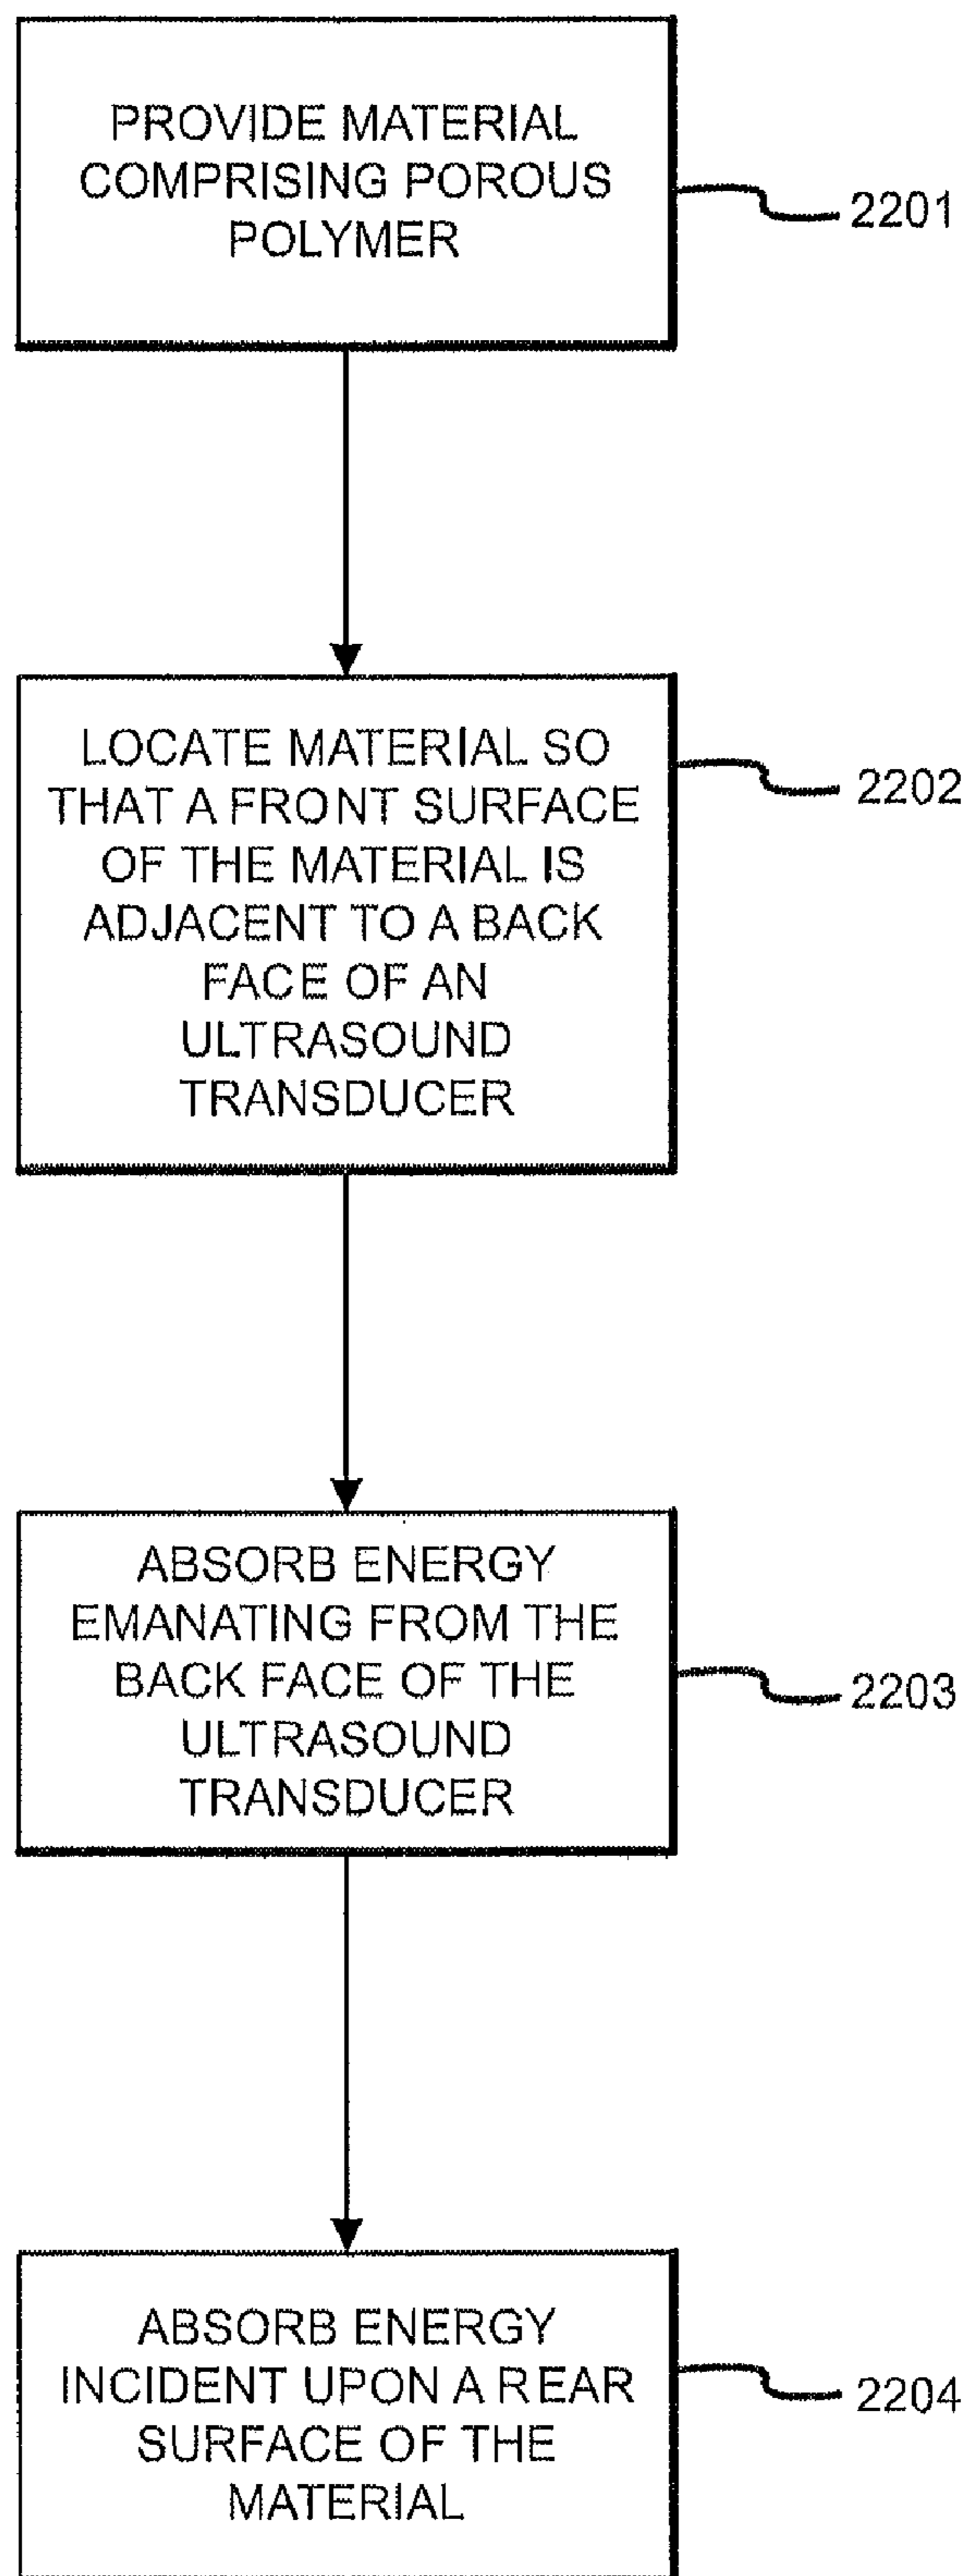 PROVIDE MATERIAL
COMPRISING POROUS
POLYMER
2201
LOCATE MATERIAL SO
THAT A FRONT SURFACE
OF THE MATERIAL IS
ADJACENT TO A BACK
FACE OF AN
ULTRASOUND
TRANSDUCER
2202
ABSORB ENERGY
EMANATING FROM THE
BACK FACE OF THE
ULTRASOUND
TRANSDUCER
2203
ABSORB ENERGY
INCIDENT UPON A REAR
SURFACE OF THE
MATERIAL
2204